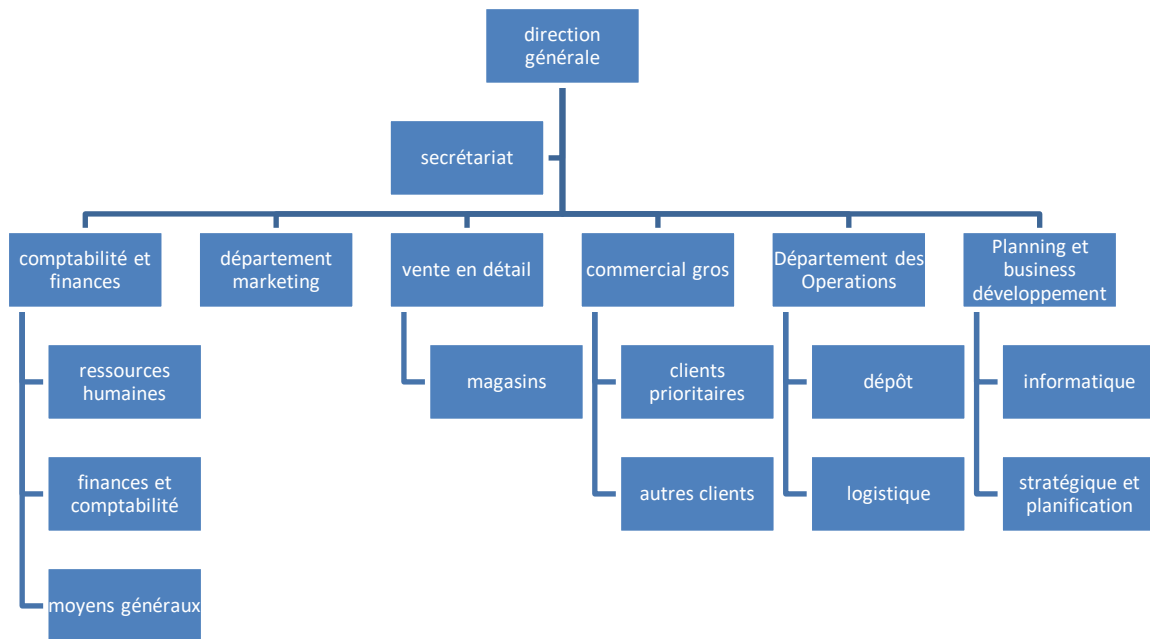 direction
générale
secrétariat
comptabilité et
finances
département
marketing
vente en détail
commercial gros
Département des
Operations
Planning et
business
développement
ressources
humaines
magasins
clients
prioritaires
dépôt
informatique
finances et
comptabilité
autres clients
logistique
stratégique et
planification
moyens généraux